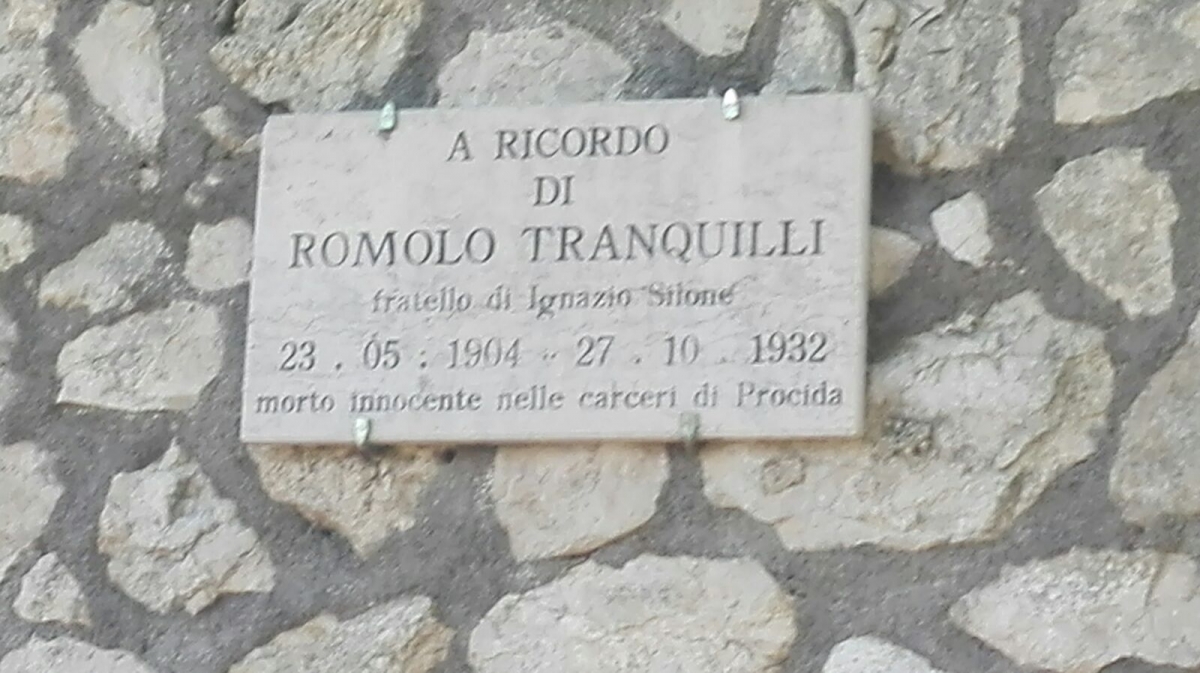 A RICORDO
DI
ROMOLO TRANQUILLI
fratello di Ignazio "Silone"
23 . 05 . 1904 - 27 . 10 . 1932
morto innocente nelle carceri di Procida